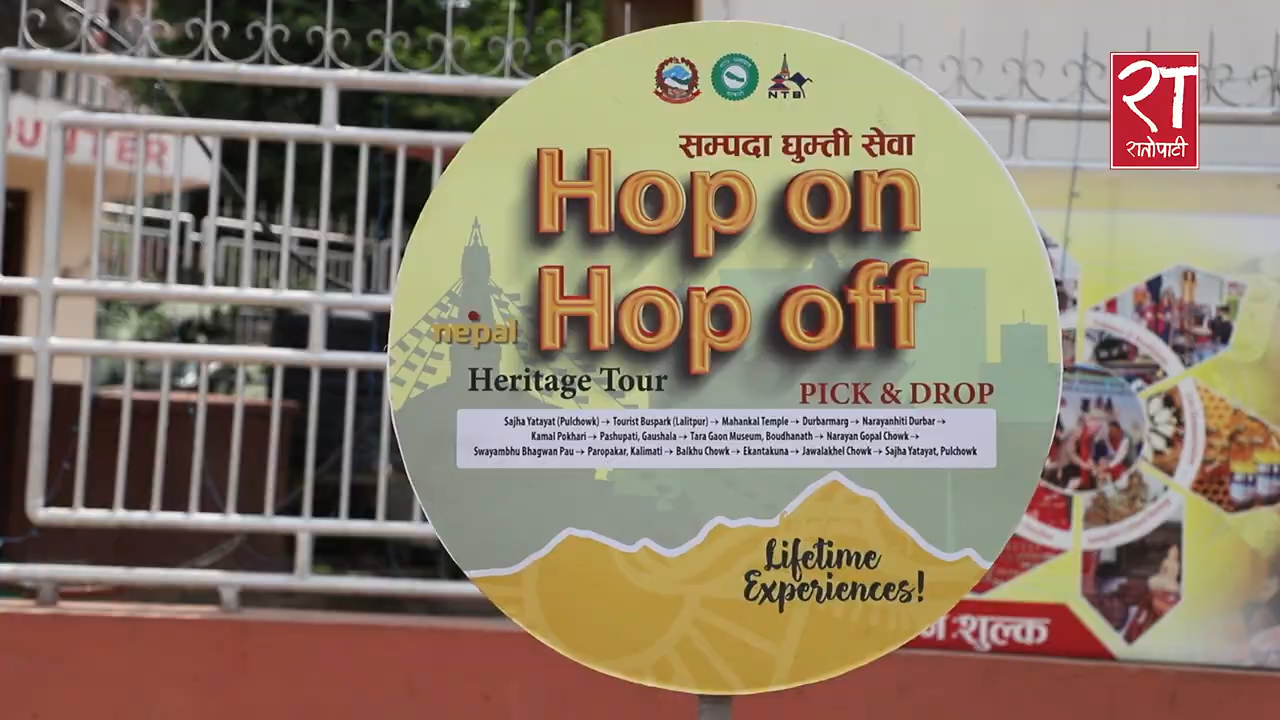 UNTER
NTB
सम्पदा घुम्ती सेवा
Hop on
Hop off
nepal
Heritage Tour
PICK & DROP
Sajha Yatayat (Pulchowk) → Tourist Buspark (Lalitpur) → Mahankal Temple → Durbarmarg → Narayanhiti Durbar →
Kamal Pokhari → Pashupati, Gaushala → Tara Gaon Museum, Boudhanath → Narayan Gopal Chowk →
Swayambhu Bhagwan Pau → Paropakar, Kalimati → Balkhu Chowk → Ekantakuna → Jawalakhel Chowk → Sajha Yatayat, Pulchowk
Lifetime
Experiences!
शुल्क
रा
रातोपाटी